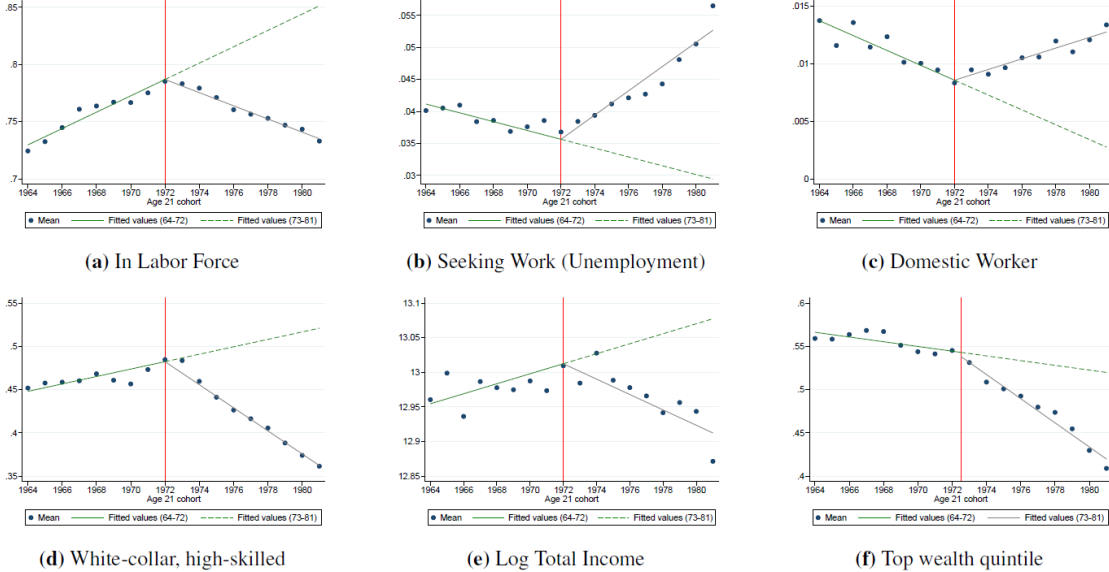 .85
.8
.75
.7
1964 1966 1968 1970 1972 1974 1976 1978 1980
Age 21 cohort
Mean Fitted values (64-72) Fitted values (73-81)
(a) In Labor Force
.055
.05
.045
.04
.035
.03
1964 1966 1968 1970 1972 1974 1976 1978 1980
Age 21 cohort
Mean Fitted values (64-72) Fitted values (73-81)
(b) Seeking Work (Unemployment)
.015
.01
.005
0
1964 1966 1968 1970 1972 1974 1976 1978 1980
Age 21 cohort
Mean Fitted values (64-72) Fitted values (73-81)
(c) Domestic Worker
.55
.5
.45
.4
.35
1964 1966 1968 1970 1972 1974 1976 1978 1980
Age 21 cohort
Mean Fitted values (64-72) Fitted values (73-81)
(d) White-collar, high-skilled
13.1
13.05
13
12.95
12.9
12.85
1964 1966 1968 1970 1972 1974 1976 1978 1980
Age 21 cohort
Mean Fitted values (64-72) Fitted values (73-81)
(e) Log Total Income
.6
.55
.5
.45
.4
1964 1966 1968 1970 1972 1974 1976 1978 1980
Age 21 cohort
Mean Fitted values (64-72) Fitted values (73-81)
(f) Top wealth quintile